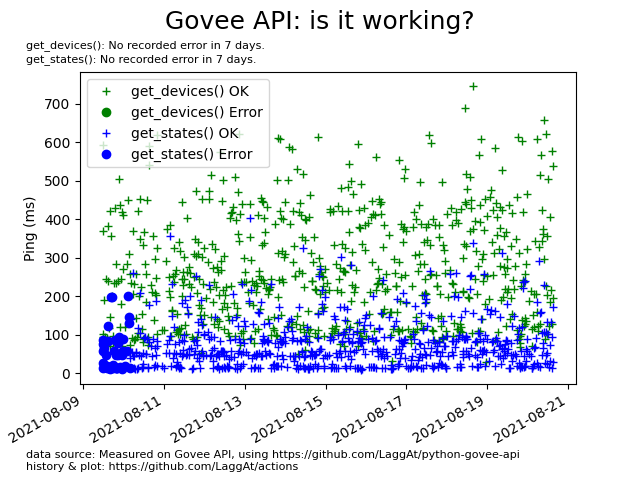 Govee API: is it working?
get_devices(): No recorded error in 7 days.
get_states(): No recorded error in 7 days.
get_devices() OK
get_devices() Error
get_states() OK
get_states() Error
Ping (ms)
700
600
500
400
300
200
100
0
2021-08-09
2021-08-11
2021-08-13
2021-08-15
2021-08-17
2021-08-19
2021-08-21
data source: Measured on Govee API, using https://github.com/LaggAt/python-govee-api
history & plot: https://github.com/LaggAt/actions